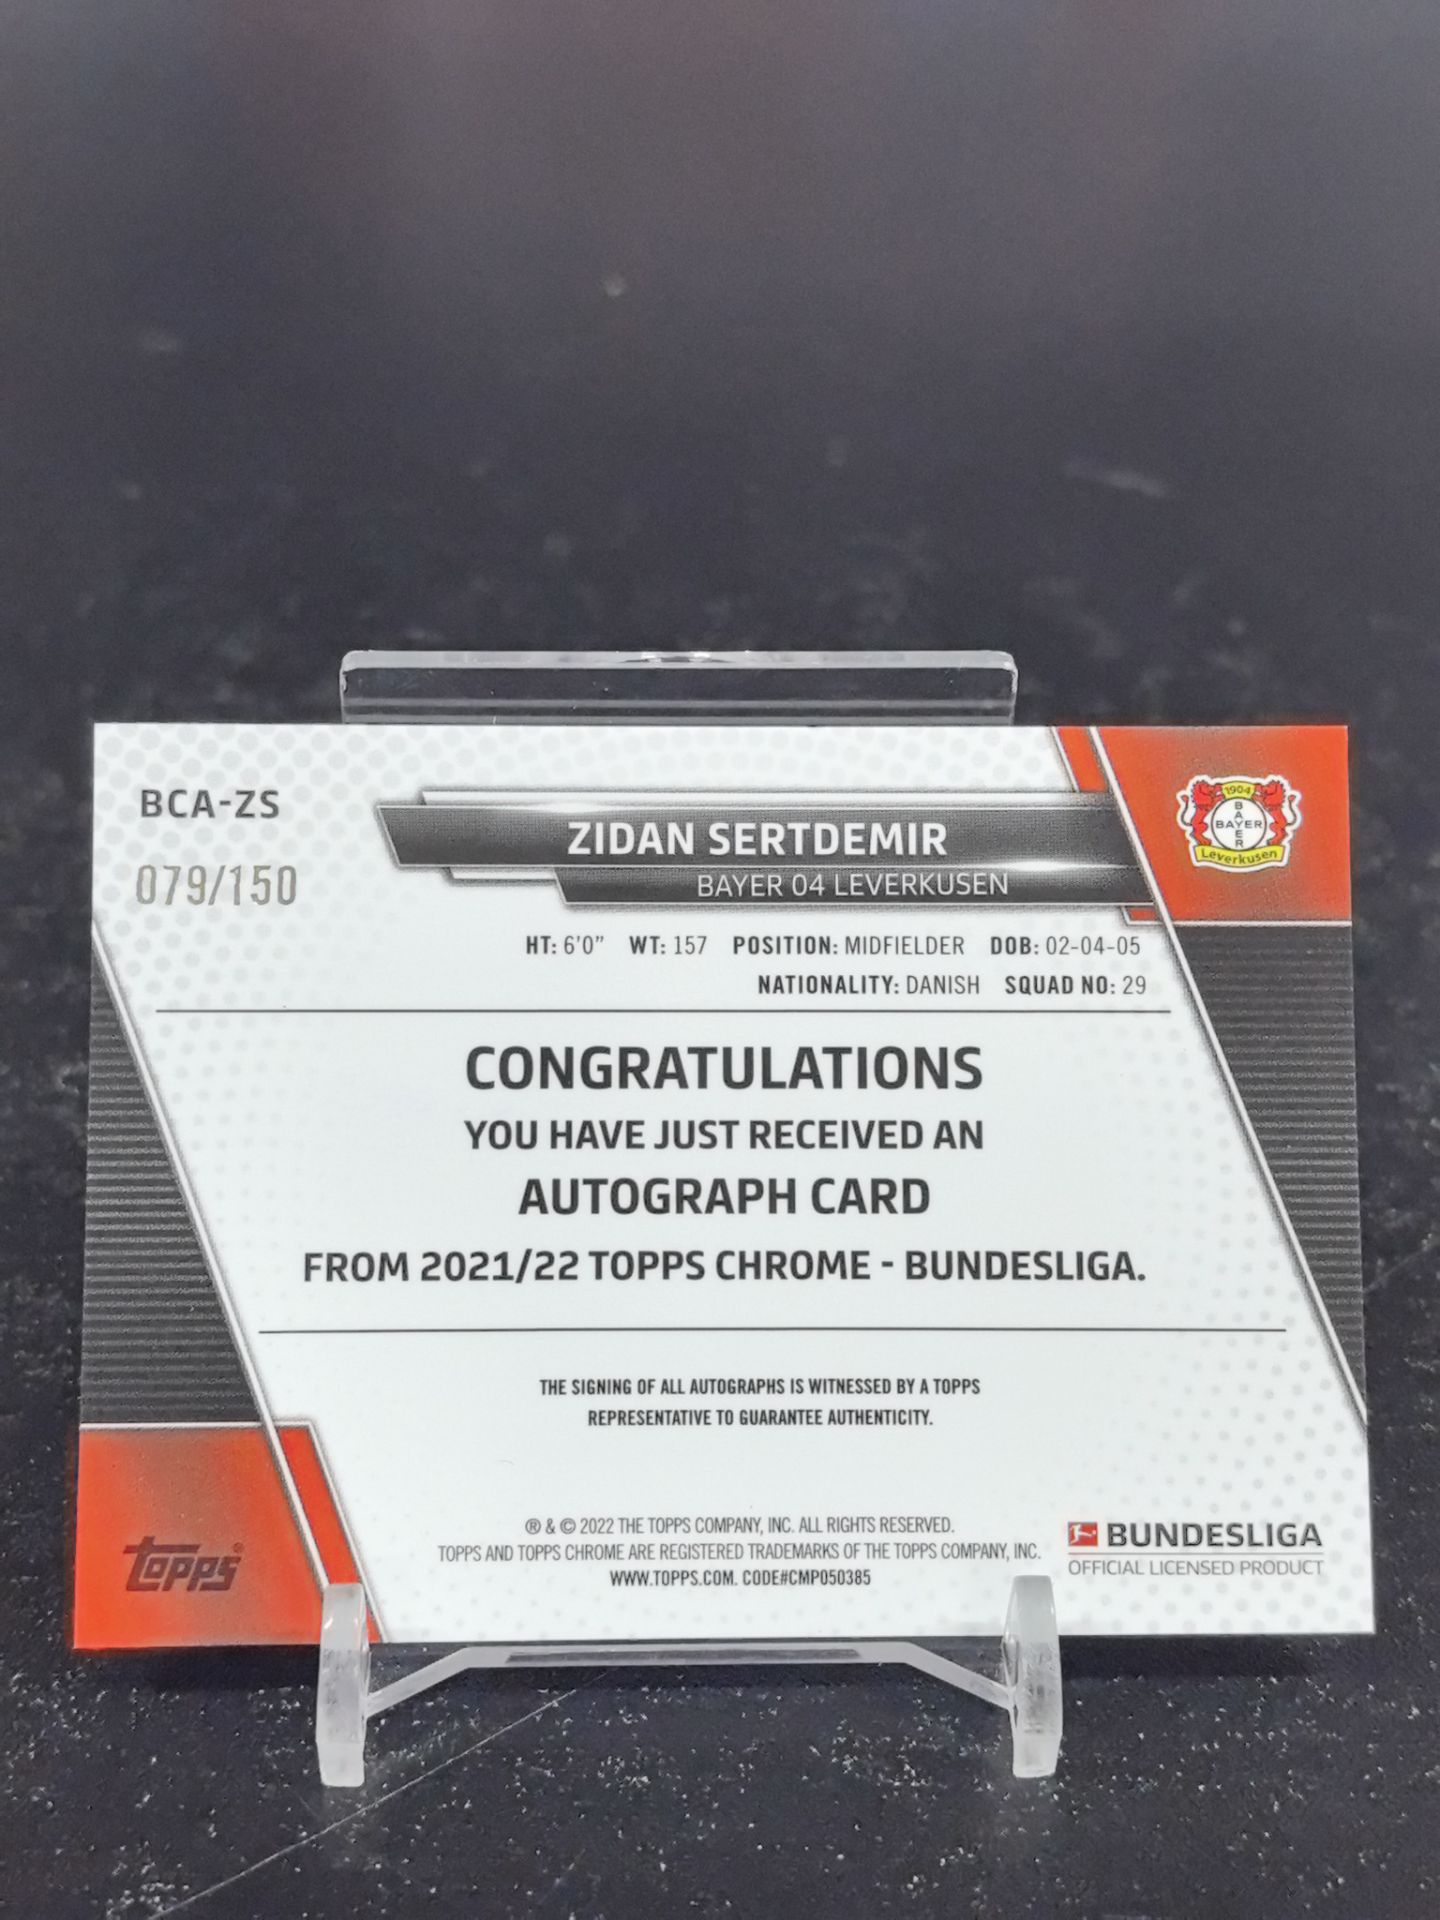 BCA-ZS
079/150
ZIDAN SERTDEMIR
BAYER 04 LEVERKUSEN
1904
BAYER
BAYER
Leverkusen
HT: 6'0" WT: 157 POSITION: MIDFIELDER DOB: 02-04-05
NATIONALITY: DANISH SQUAD NO: 29
CONGRATULATIONS
YOU HAVE JUST RECEIVED AN
AUTOGRAPH CARD
FROM 2021/22 TOPPS CHROME - BUNDESLIGA.
THE SIGNING OF ALL AUTOGRAPHS IS WITNESSED BY A TOPPS
REPRESENTATIVE TO GUARANTEE AUTHENTICITY.
® & © 2022 THE TOPPS COMPANY, INC. ALL RIGHTS RESERVED.
TOPPS AND TOPPS CHROME ARE REGISTERED TRADEMARKS OF THE TOPPS COMPANY, INC.
WWW.TOPPS.COM. CODE#CMP050385
topps®
BUNDESLIGA
OFFICIAL LICENSED PRODUCT